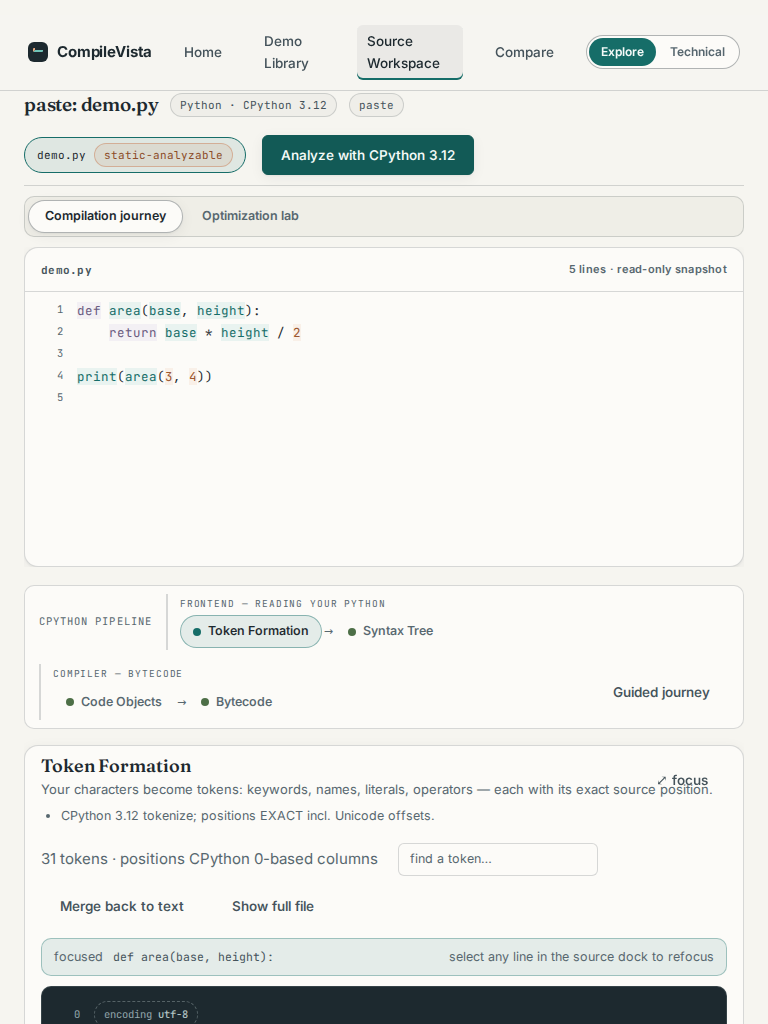 CompileVista
Home
Demo Library
Source Workspace
Compare
Explore
Technical
paste: demo.py
Python · CPython 3.12
paste
demo.py static-analyzable
Analyze with CPython 3.12
Compilation journey
Optimization lab
demo.py
5 lines · read-only snapshot
1 def area(base, height):
2     return base * height / 2
3
4 print(area(3, 4))
5
CPYTHON PIPELINE
FRONTEND — READING YOUR PYTHON
Token Formation → Syntax Tree
COMPILER — BYTECODE
Code Objects → Bytecode
Guided journey
Token Formation
⤢ focus
Your characters become tokens: keywords, names, literals, operators — each with its exact source position.
• CPython 3.12 tokenize; positions EXACT incl. Unicode offsets.
31 tokens · positions CPython 0-based columns
find a token…
Merge back to text
Show full file
focused def area(base, height):
select any line in the source dock to refocus
0 encoding utf-8